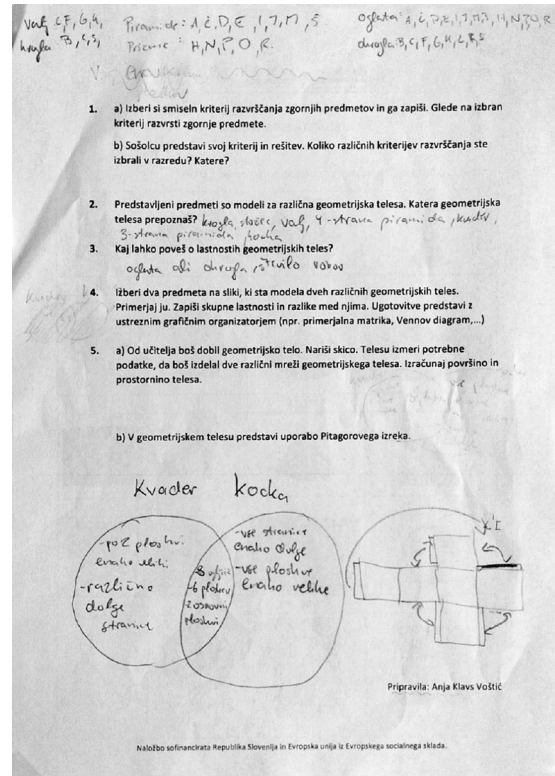 valj C, F, G, K,
krogla B,
Piramide: A, Č, D, E, I, J, M, Š
Prizme: H, N, P, O, R.
oglata: A, Č, D, E, I, J, M, H, N, P, O, R
okrogla B, C, F, G, K, L, S
1. a) Izberi si smiseln kriterij razvrščanja zgornjih predmetov in ga zapiši. Glede na izbran
kriterij razvrsti zgornje predmete.
b) Sošolcu predstavi svoj kriterij in rešitev. Koliko različnih kriterijev razvrščanja ste
izbrali v razredu? Katere?
2. Predstavljeni predmeti so modeli za različna geometrijska telesa. Katera geometrijska
telesa prepoznaš? krogla, stožec, valj, 4-strana piramida, kvader,
3-strana piramida, kocka
3. Kaj lahko poveš o lastnostih geometrijskih teles?
oglata ali okrogla, število robov
4. Izberi dva predmeta na sliki, ki sta modela dveh različnih geometrijskih teles.
Primerjaj ju. Zapiši skupne lastnosti in razlike med njima. Ugotovitve predstavi z
ustreznim grafičnim organizatorjem (npr. primerjalna matrika, Vennov diagram,...)
5. a) Od učitelja boš dobil geometrijsko telo. Nariši skico. Telesu izmeri potrebne
podatke, da boš izdelal dve različni mreži geometrijskega telesa. Izračunaj površino in
prostornino telesa.
b) V geometrijskem telesu predstavi uporabo Pitagorovega izreka.
Kvader kocka
-po 2 ploskvi
enako veliki
-različno
dolge
stranice
-8 oglišč
-6 ploskev
2 osnovni
ploskvi
-vse stranice
enako dolge
-vse ploskve
enako velike
Pripravila: Anja Klavs Voštić
Naložbo sofinancirata Republika Slovenija in Evropska unija iz Evropskega socialnega sklada.